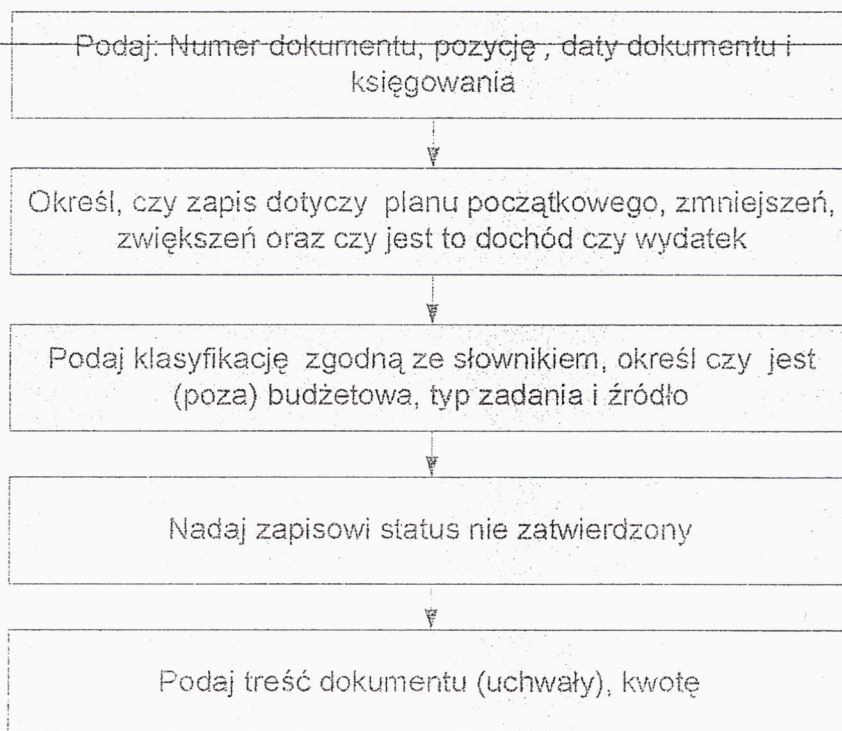 Podaj: Numer dokumentu, pozycję , daty dokumentu i
księgowania
Określ, czy zapis dotyczy planu początkowego, zmniejszeń,
zwiększeń oraz czy jest to dochód czy wydatek
Podaj klasyfikację zgodną ze słownikiem, określ czy jest
(poza) budżetowa, typ zadania i źródło
Nadaj zapisowi status nie zatwierdzony
Podaj treść dokumentu (uchwały), kwotę